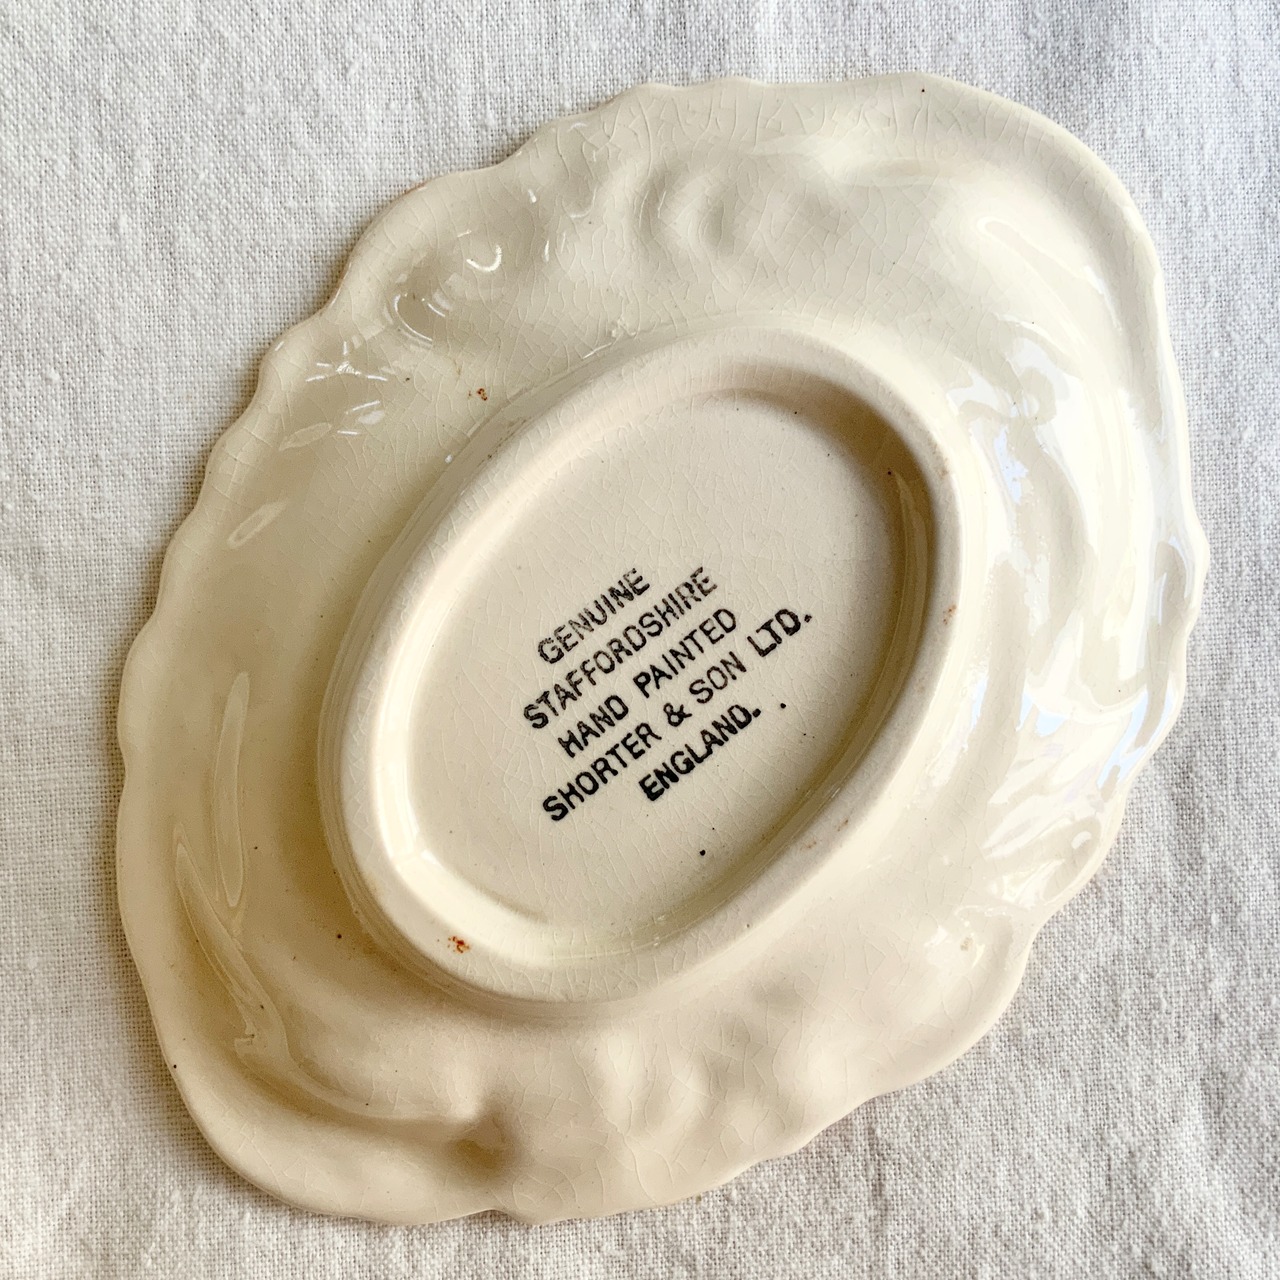 GENUINE
STAFFORDSHIRE
HAND PAINTED
SHORTER & SON LTD.
ENGLAND.